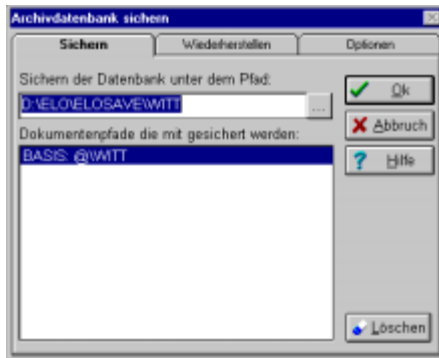 Archivdatenbank sichern
Sichern
Wiederherstellen
Optionen
Sichern der Datenbank unter dem Pfad:
D:\ELO\ELOSAVE\WITT
...
Ok
Dokumentenpfade die mit gesichert werden:
Abbruch
BASIS: @\WITT
Hilfe
Löschen